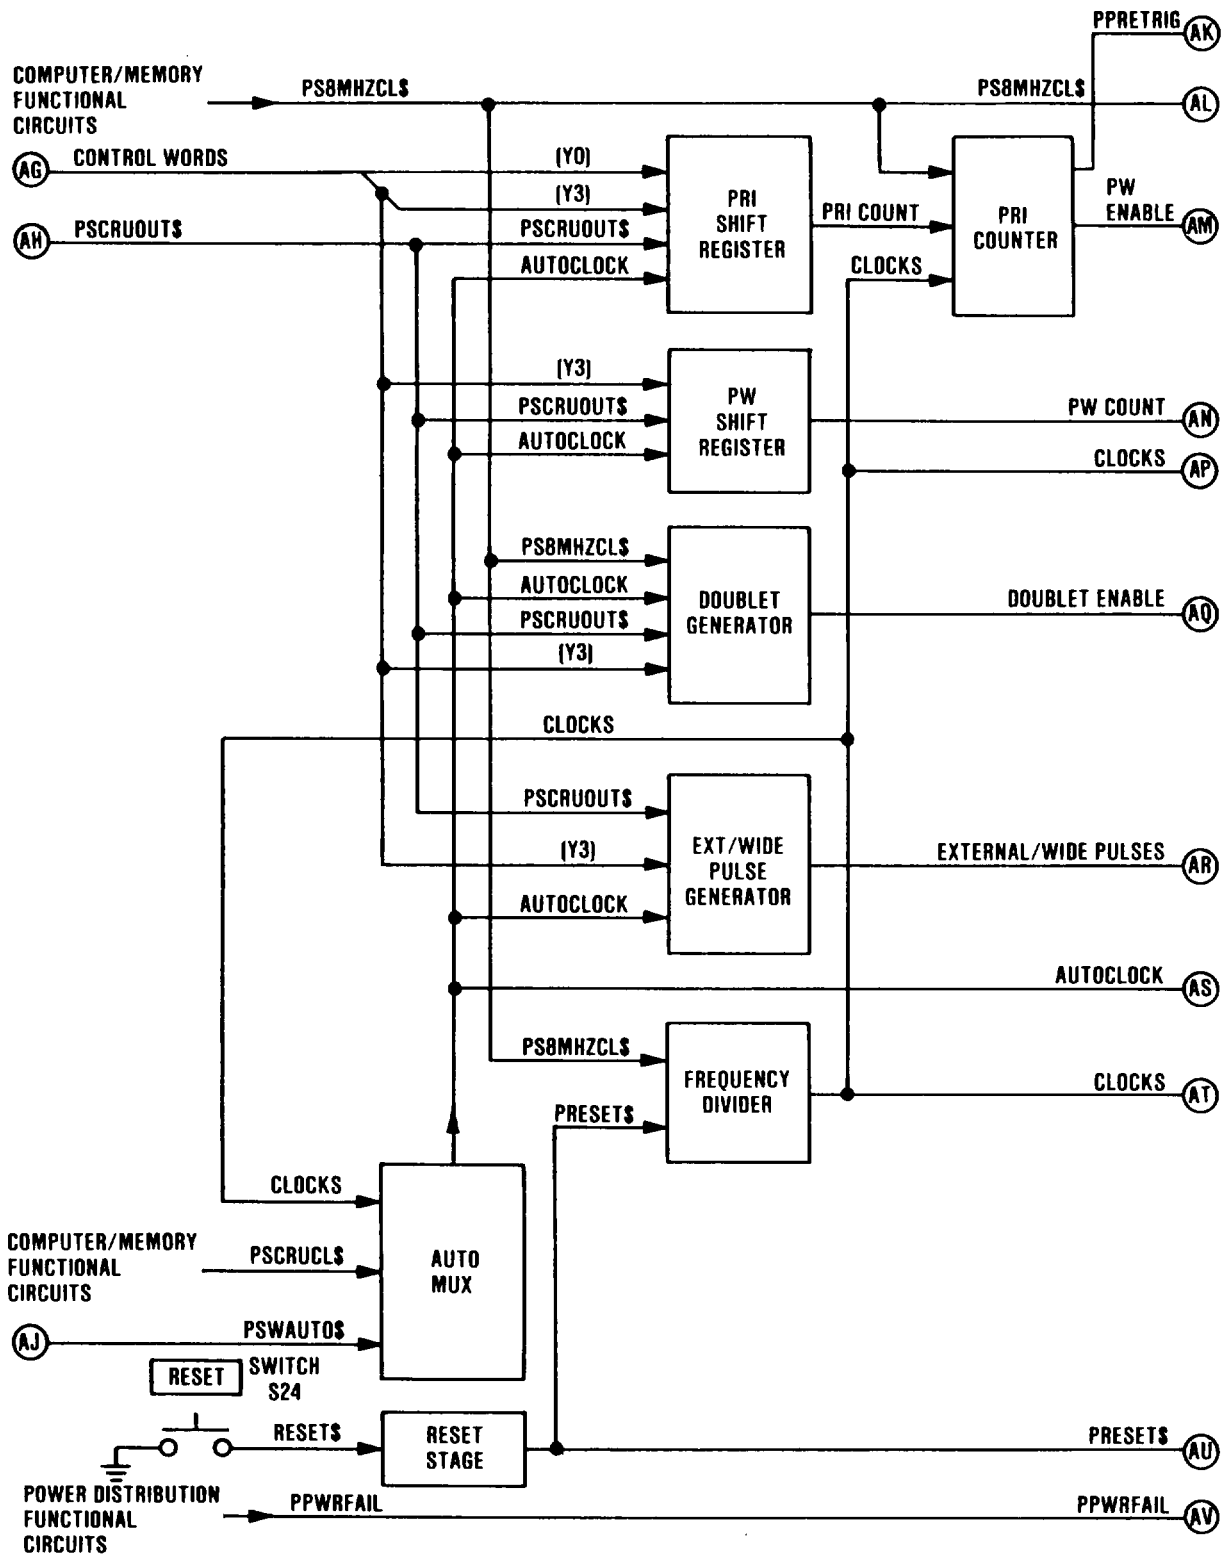 PPRETRIG
AK
COMPUTER/MEMORY
FUNCTIONAL
CIRCUITS
PS8MHZCL$
PS8MHZCL$
AL
AG
CONTROL WORDS
(Y0)
(Y3)
PSCRUOUT$
AUTOCLOCK
PRI
SHIFT
REGISTER
PRI COUNT
CLOCKS
PRI
COUNTER
PW
ENABLE
AM
AH
PSCRUOUT$
(Y3)
PSCRUOUT$
AUTOCLOCK
PW
SHIFT
REGISTER
PW COUNT
AN
CLOCKS
AP
PS8MHZCL$
AUTOCLOCK
PSCRUOUT$
(Y3)
DOUBLET
GENERATOR
DOUBLET ENABLE
AQ
CLOCKS
PSCRUOUT$
(Y3)
AUTOCLOCK
EXT/WIDE
PULSE
GENERATOR
EXTERNAL/WIDE PULSES
AR
AUTOCLOCK
AS
PS8MHZCL$
PRESET$
FREQUENCY
DIVIDER
CLOCKS
AT
CLOCKS
COMPUTER/MEMORY
FUNCTIONAL
CIRCUITS
PSCRUCL$
AUTO
MUX
AJ
PSWAUTO$
RESET
SWITCH
S24
RESET$
RESET
STAGE
PRESET$
AU
POWER DISTRIBUTION
FUNCTIONAL
CIRCUITS
PPWRFAIL
PPWRFAIL
AV